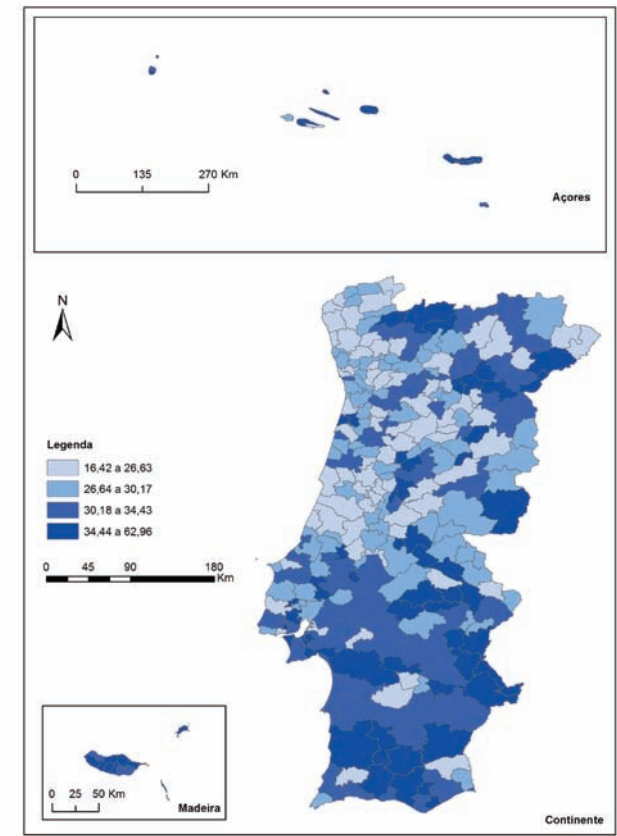 0 135 270 Km
Açores
N
Legenda
16,42 a 26,63
26,64 a 30,17
30,18 a 34,43
34,44 a 62,96
0 45 90 180
Km
0 25 50 Km
Madeira
Continente